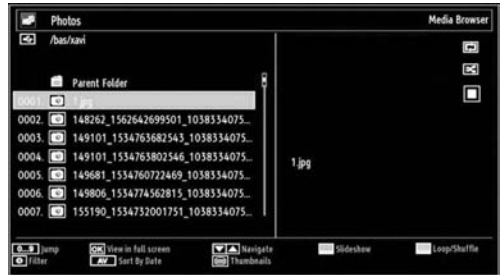 Photos
Media Browser
/bas/xavi
Parent Folder
0001. 1.jpg
0002. 148262_1562642699501_1038334075...
0003. 149101_1534763682543_1038334075...
0004. 149101_1534763802546_1038334075...
0005. 149681_1534760722469_1038334075...
0006. 149806_1534774562815_1038334075...
0007. 155190_1534732001751_1038334075...
1.jpg
0...9 Jump OK View in full screen Navigate Slideshow Loop/Shuffle
Filter AV Sort By Date Thumbnails